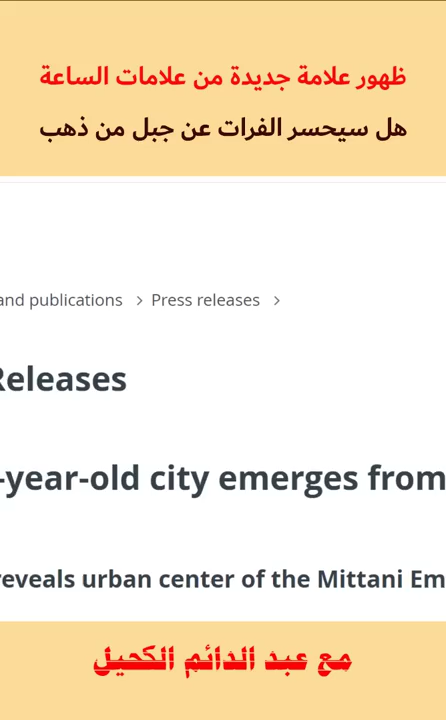 ظهور علامة جديدة من علامات الساعة
هل سيحسر الفرات عن جبل من ذهب
and publications > Press releases >
Releases
-year-old city emerges from
reveals urban center of the Mittani Em
مع عبد الدائم الكحيل